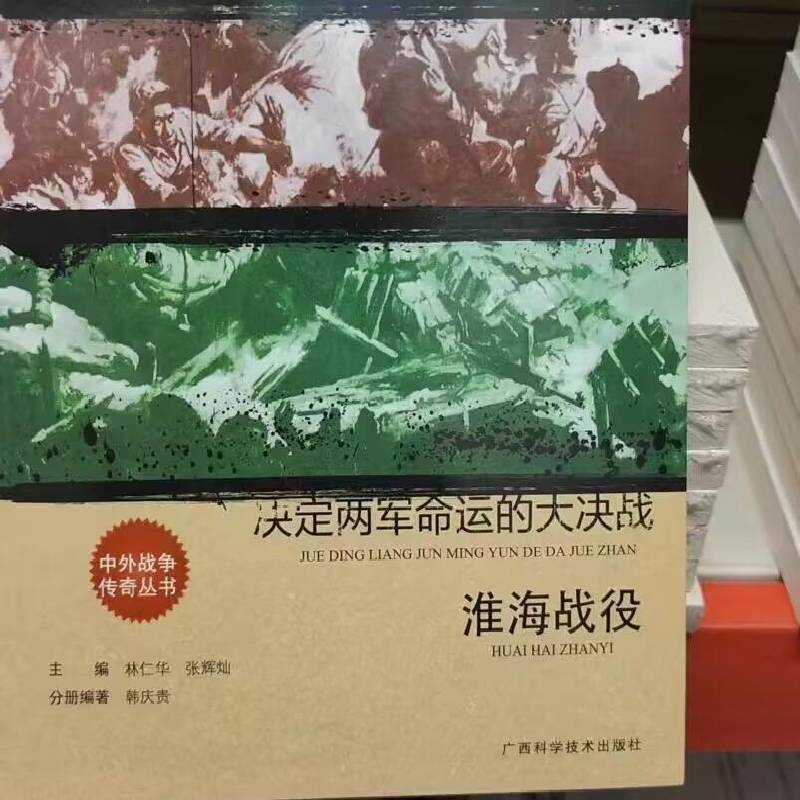 决定两军命运的大决战
JUE DING LIANG JUN MING YUN DE DA JUE ZHAN
中外战争
传奇丛书
淮海战役
HUAI HAI ZHANYI
主 编 林仁华 张辉灿
分册编著 韩庆贵
广西科学技术出版社